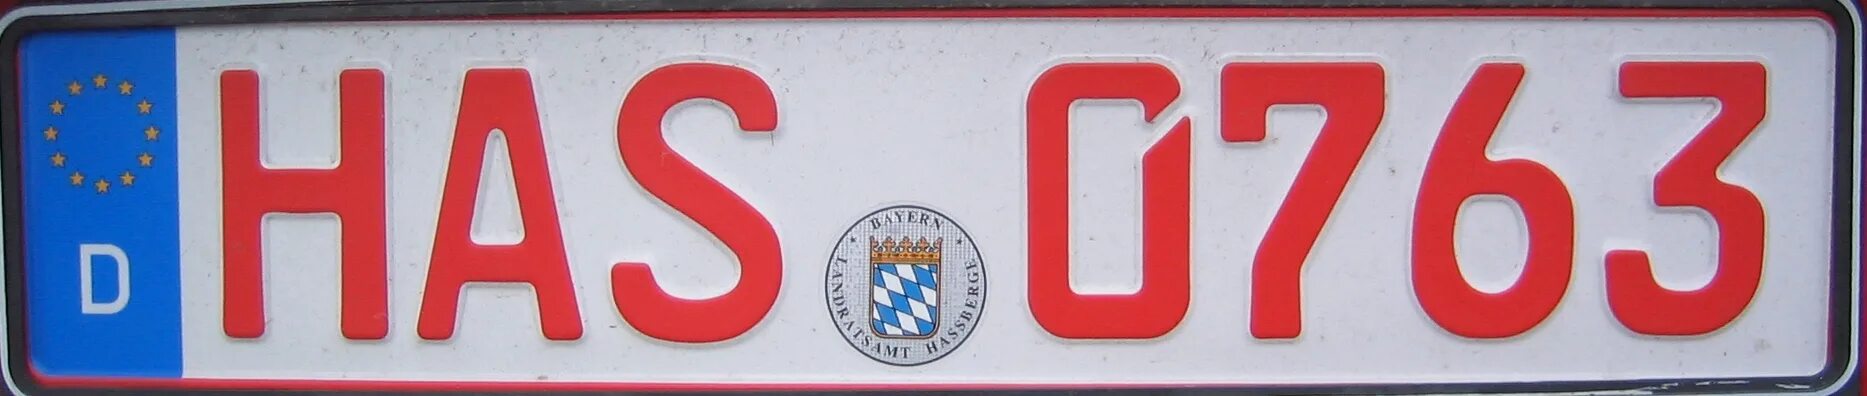 D
HAS 0763
BAYERN
LANDRATSAMT HASSBERGE